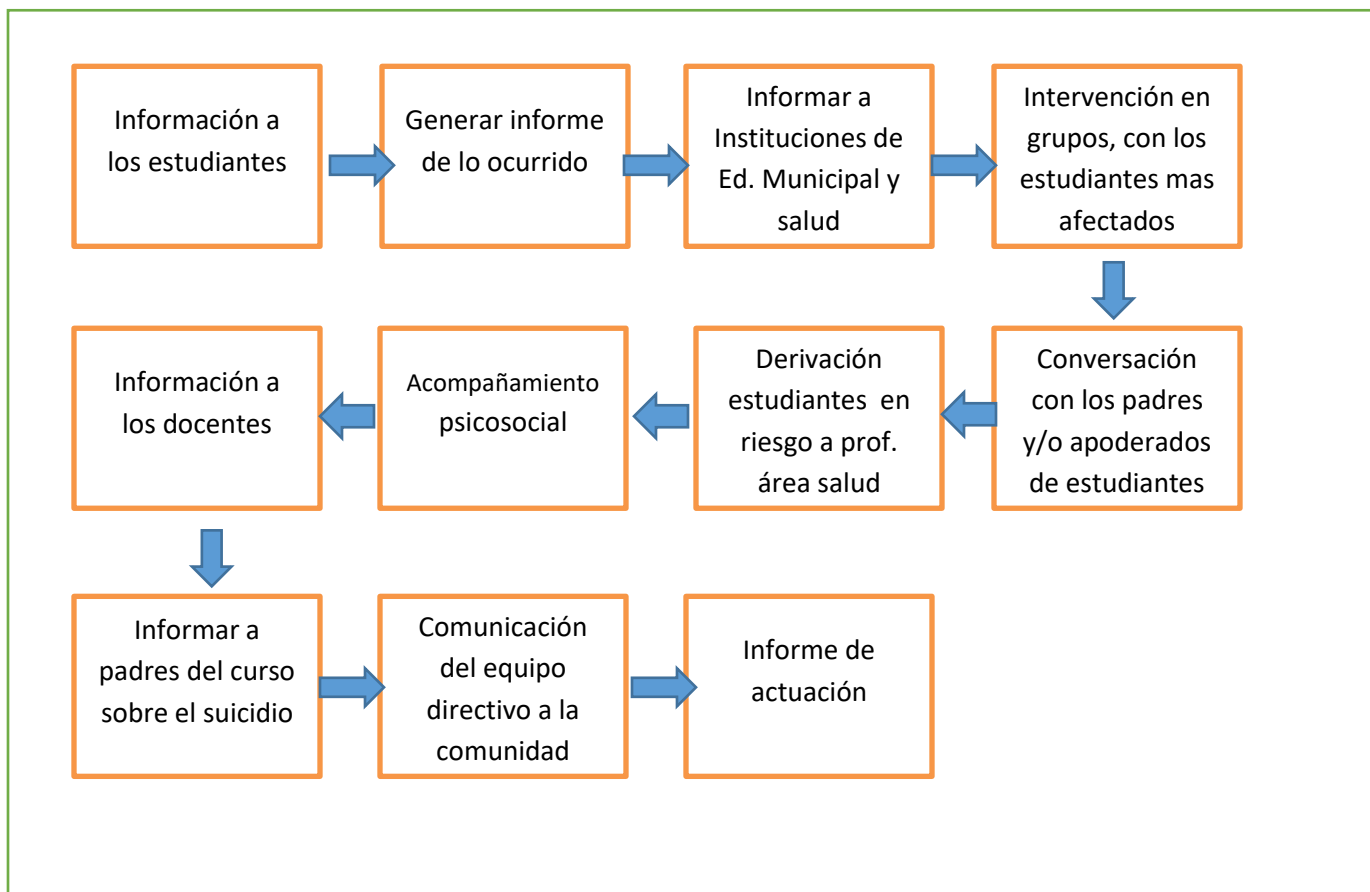 Información a
los estudiantes
Generar informe
de lo ocurrido
Informar a
Instituciones de
Ed. Municipal y
salud
Intervención en
grupos, con los
estudiantes mas
afectados
Conversación
con los padres
y/o apoderados
de estudiantes
Derivación
estudiantes en
riesgo a prof.
área salud
Acompañamiento
psicosocial
Información a
los docentes
Informar a
padres del curso
sobre el suicidio
Comunicación
del equipo
directivo a la
comunidad
Informe de
actuación